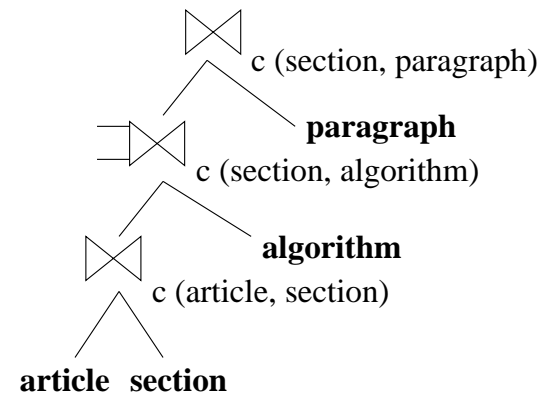 c (section, paragraph)
paragraph
c (section, algorithm)
algorithm
c (article, section)
article section